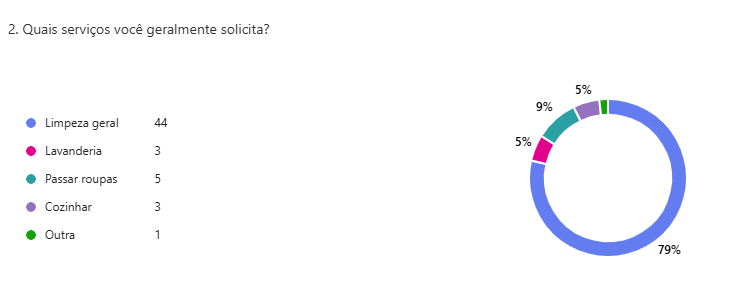 2. Quais serviços você geralmente solicita?
Limpeza geral 44
Lavanderia 3
Passar roupas 5
Cozinhar 3
Outra 1
5%
9%
5%
79%